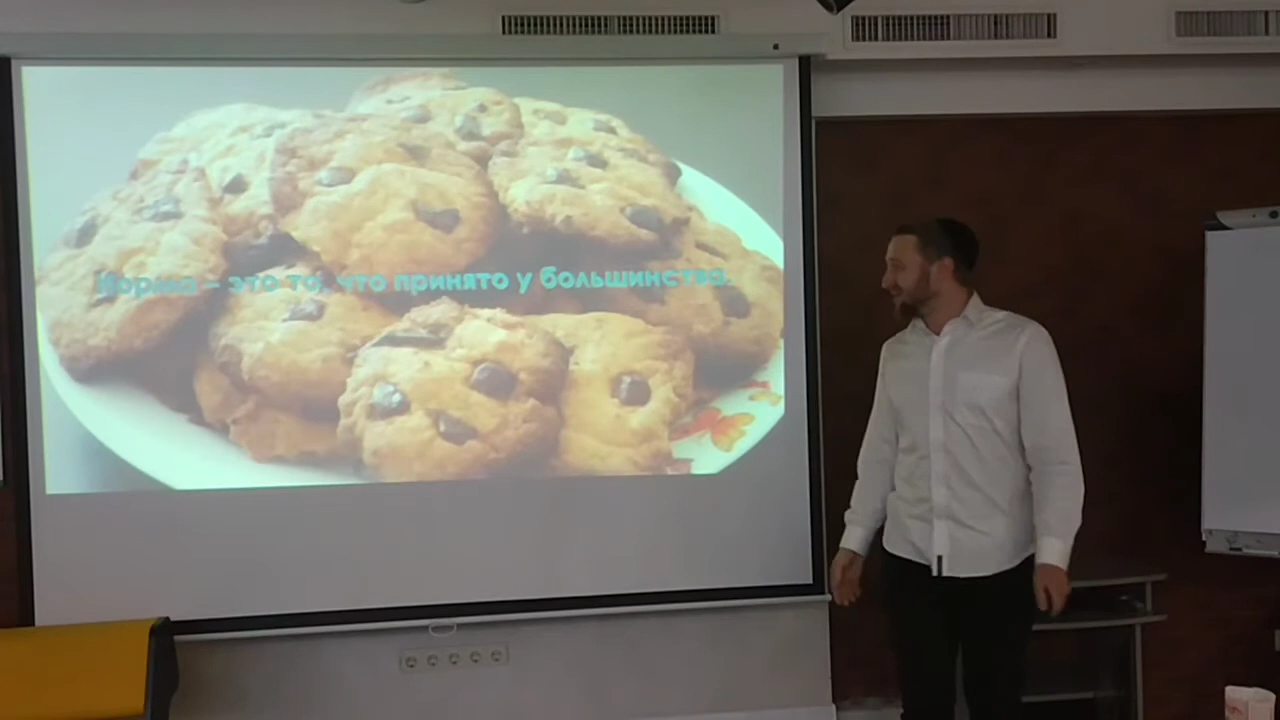 Норма – это то, что принято у большинства.